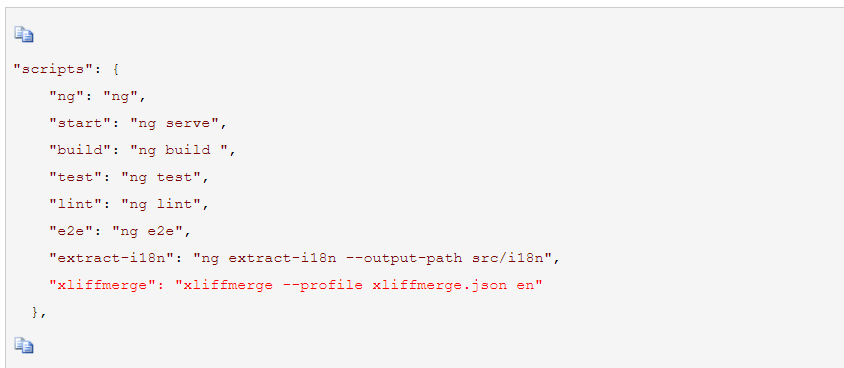 "scripts": {
    "ng": "ng",
    "start": "ng serve",
    "build": "ng build ",
    "test": "ng test",
    "lint": "ng lint",
    "e2e": "ng e2e",
    "extract-i18n": "ng extract-i18n --output-path src/i18n",
    "xliffmerge": "xliffmerge --profile xliffmerge.json en"
  },